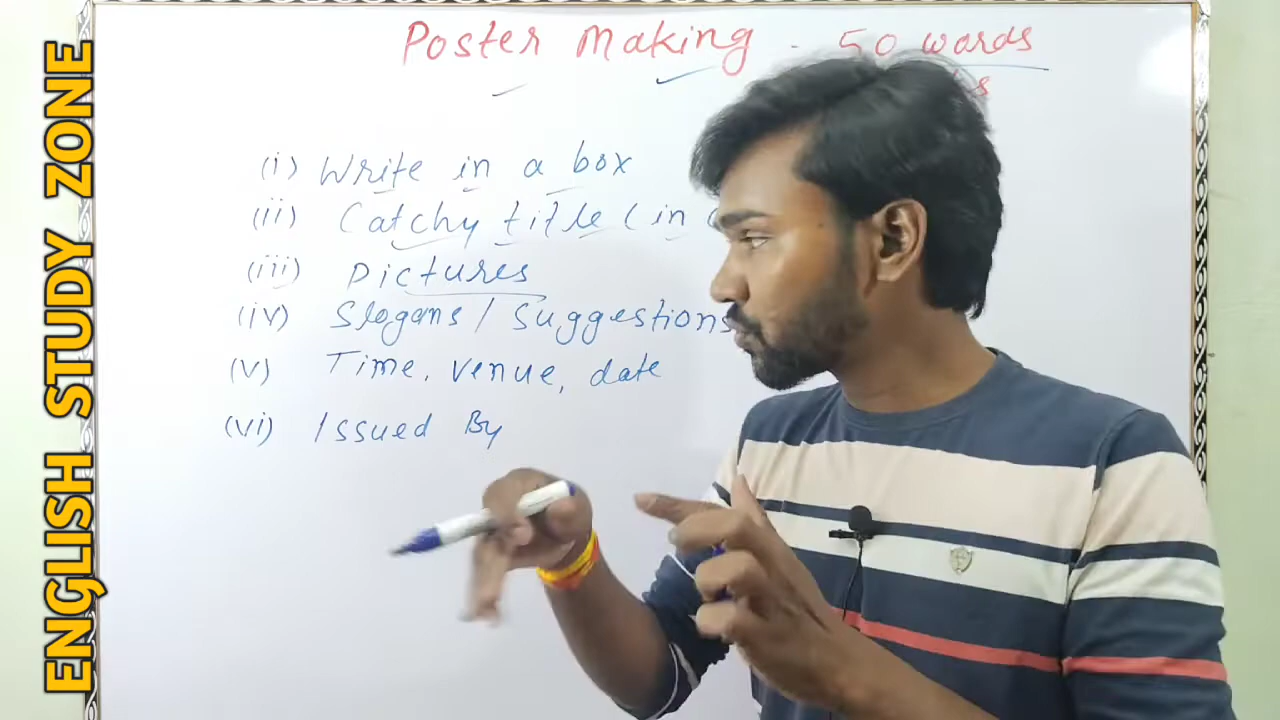 ENGLISH STUDY ZONE
Poster Making - 50 words
(i) Write in a box
(ii) Catchy title (in
(iii) Pictures
(iv) Slogans / Suggestions
(v) Time, venue, date
(vi) Issued By